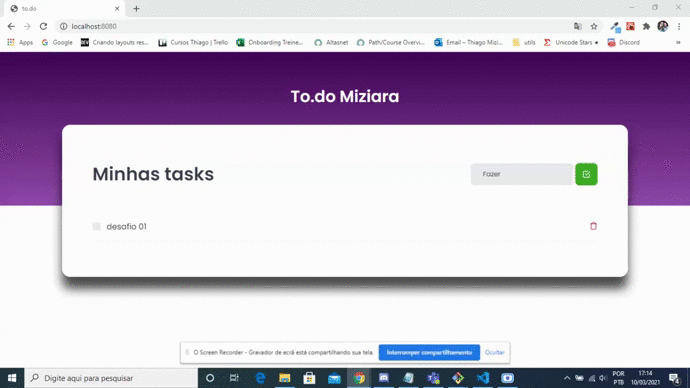 to.do
localhost:8080
Apps Google Criando layouts res... Cursos Thiago | Trello Onboarding Treine... Altasnet Path/Course Overvi... Email – Thiago Mizi... utils Unicode Stars ★ Discord »
To.do Miziara
Minhas tasks
Fazer
desafio 01
O Screen Recorder - Gravador de ecrã está compartilhando sua tela.
Interromper compartilhamento
Ocultar
Digite aqui para pesquisar
POR
PTB
17:14
10/03/2021